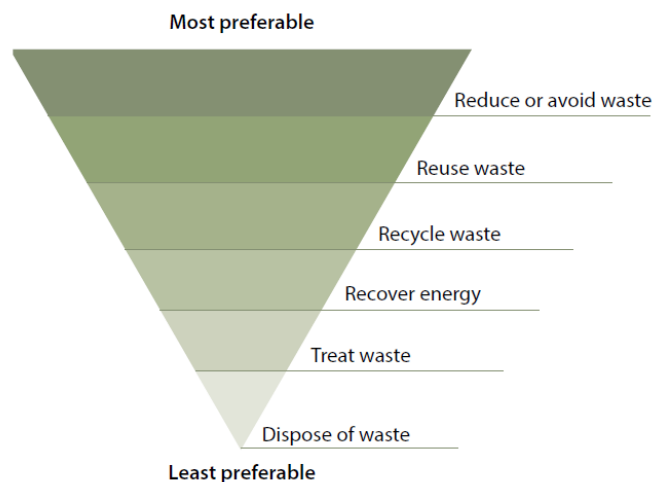 Most preferable
Reduce or avoid waste
Reuse waste
Recycle waste
Recover energy
Treat waste
Dispose of waste
Least preferable